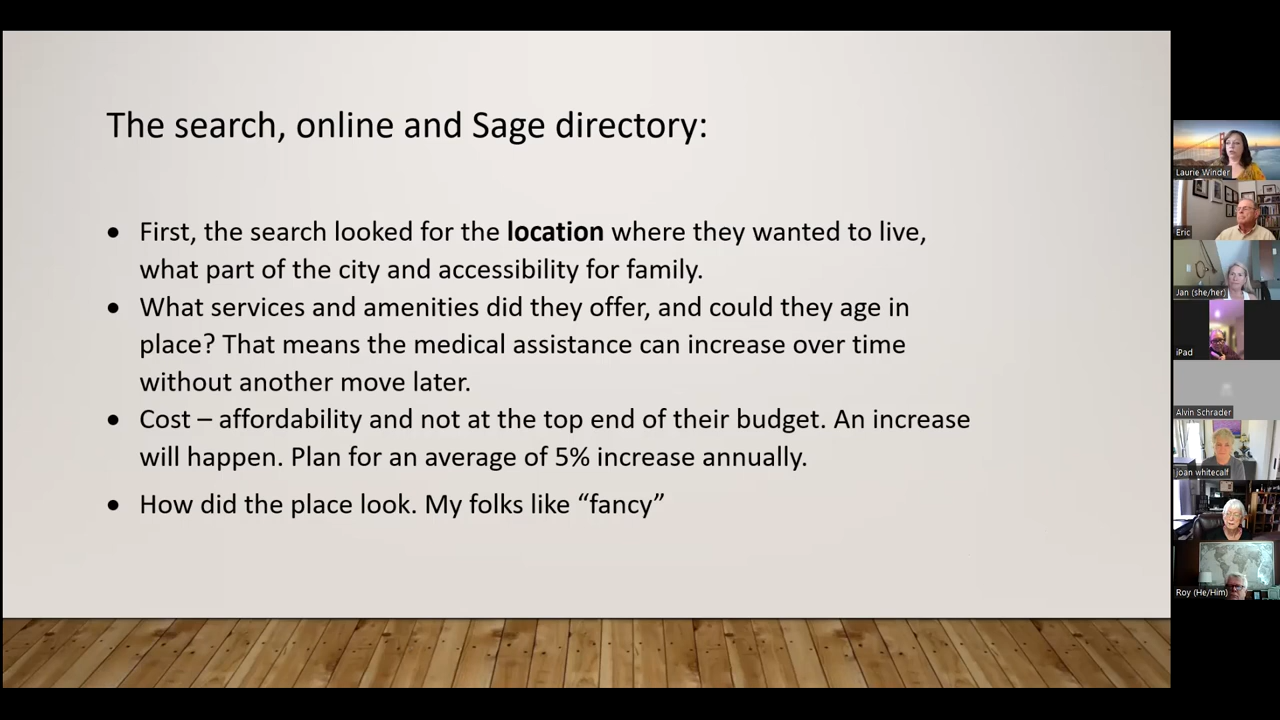 The search, online and Sage directory:
• First, the search looked for the location where they wanted to live,
what part of the city and accessibility for family.
• What services and amenities did they offer, and could they age in
place? That means the medical assistance can increase over time
without another move later.
• Cost – affordability and not at the top end of their budget. An increase
will happen. Plan for an average of 5% increase annually.
• How did the place look. My folks like “fancy”
Laurie Winder
Eric
Jan (she/her)
iPad
Alvin Schrader
joan whitecalf
Roy (He/Him)